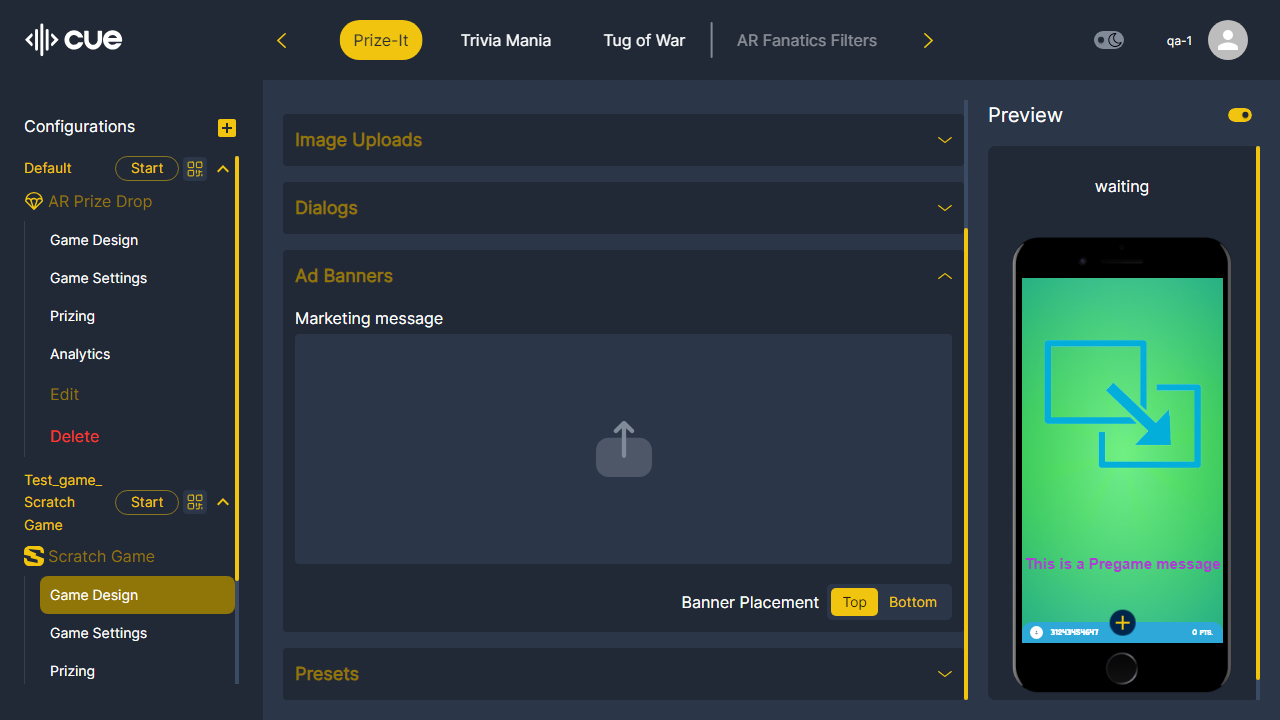 cue
Prize-It
Trivia Mania
Tug of War
AR Fanatics Filters
qa-1
Configurations
Default
Start
AR Prize Drop
Game Design
Game Settings
Prizing
Analytics
Edit
Delete
Test_game_
Scratch
Game
Start
Scratch Game
Game Design
Game Settings
Prizing
Image Uploads
Dialogs
Ad Banners
Marketing message
Banner Placement
Top
Bottom
Presets
Preview
waiting
This is a Pregame message
0 PTS.